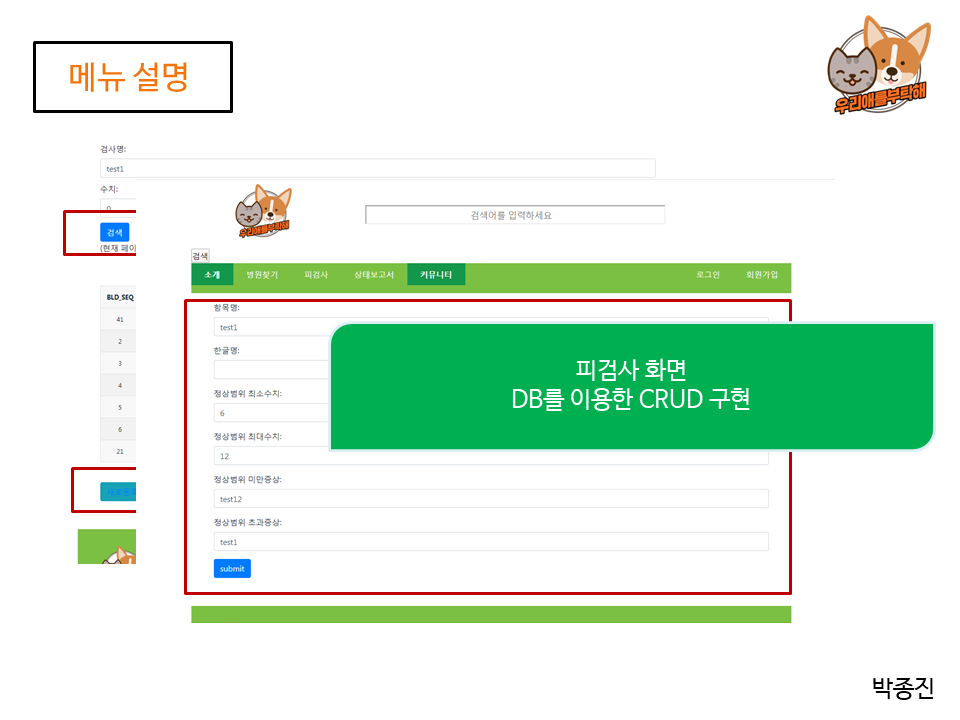 메뉴 설명
우리애를부탁해
검사명:
test1
수치:
0
검색
(현재 페이
BLD_SEQ
41
2
3
4
5
6
21
우리애를부탁해
검색어를 입력하세요
검색
소개 병원찾기 피검사 상태보고서 커뮤니티 로그인 회원가입
항목명:
test1
한글명:
정상범위 최소수치:
6
정상범위 최대수치:
12
정상범위 미만증상:
test12
정상범위 초과증상:
test1
submit
피검사 화면
DB를 이용한 CRUD 구현
박종진